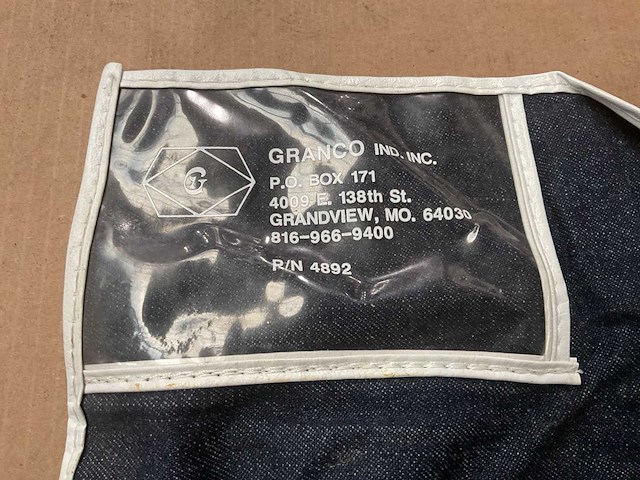 G
GRANCO IND. INC.
P.O. BOX 171
4009 E. 138th St.
GRANDVIEW, MO. 64030
816-966-9400
P/N 4892